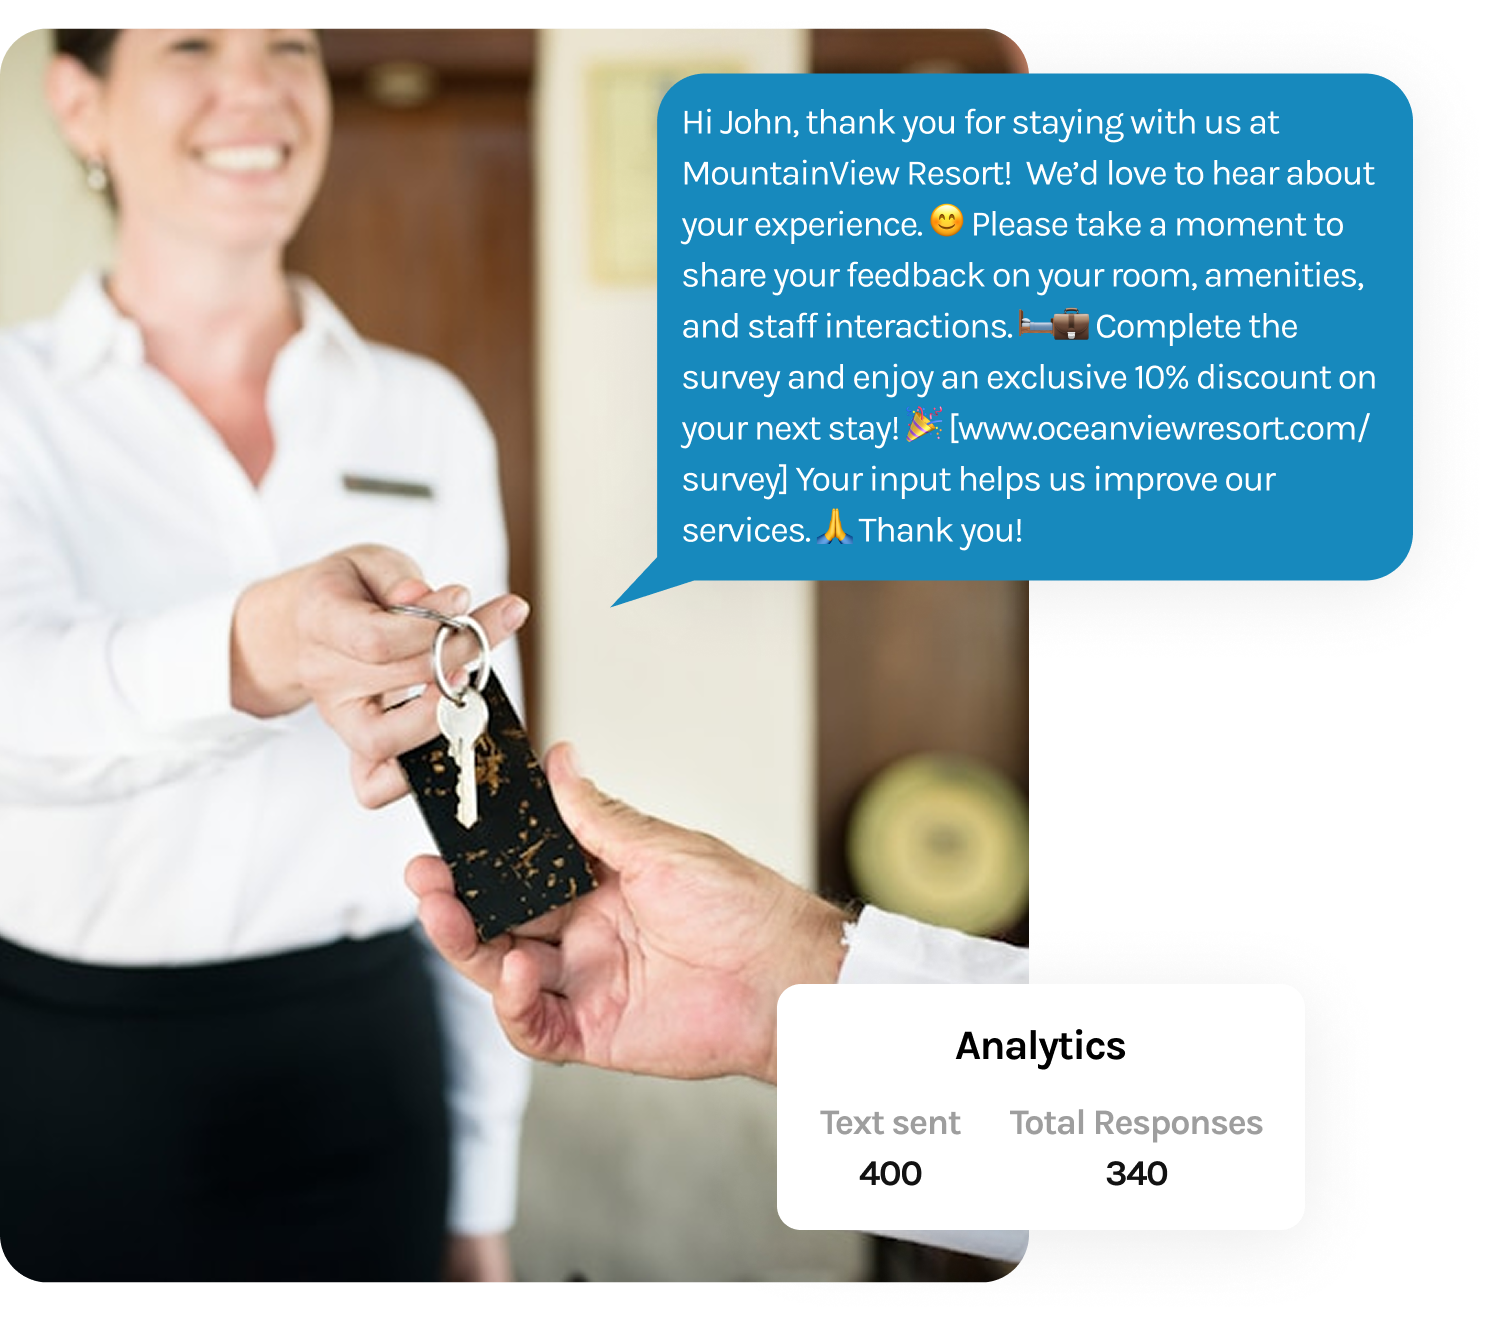 Hi John, thank you for staying with us at
MountainView Resort!  We’d love to hear about
your experience. 😊 Please take a moment to
share your feedback on your room, amenities,
and staff interactions. 🛏️💼 Complete the
survey and enjoy an exclusive 10% discount on
your next stay! 🎉 [www.oceanviewresort.com/
survey] Your input helps us improve our
services. 🙏 Thank you!
Analytics
Text sent Total Responses
400 340